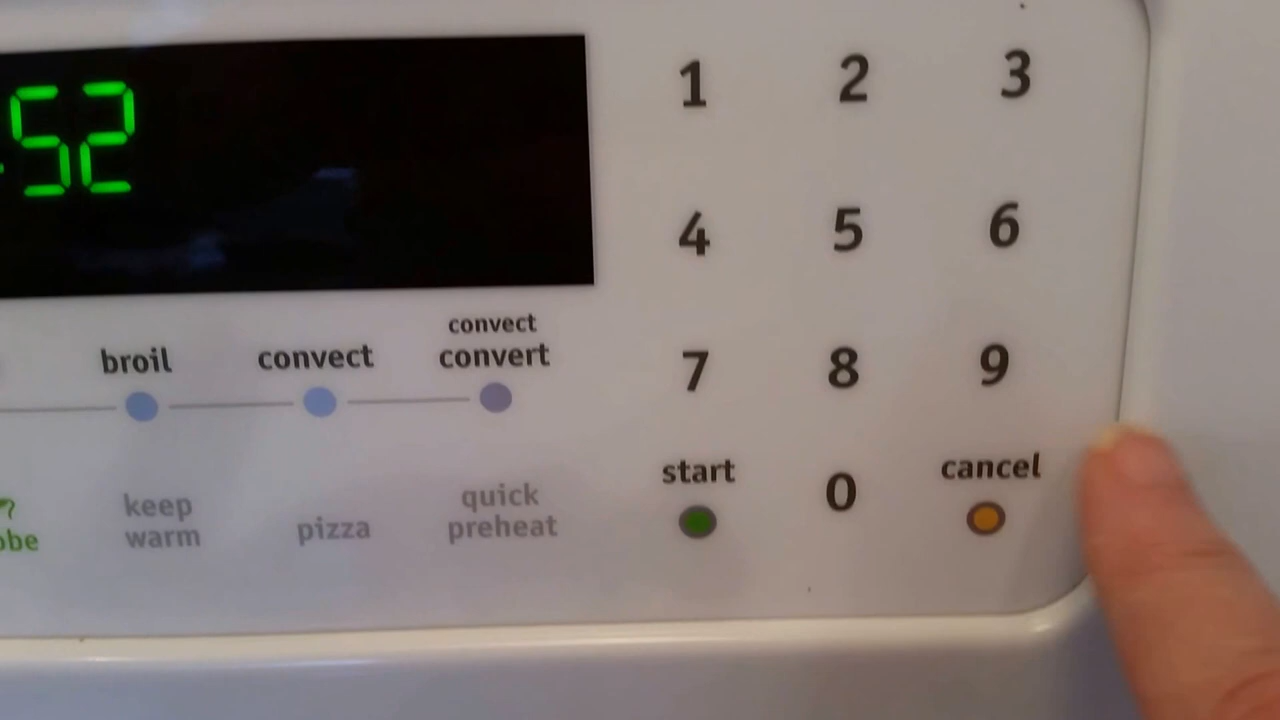 52
1 2 3
4 5 6
convect
broil convect convert
7 8 9
start 0 cancel
keep
warm
pizza
quick
preheat